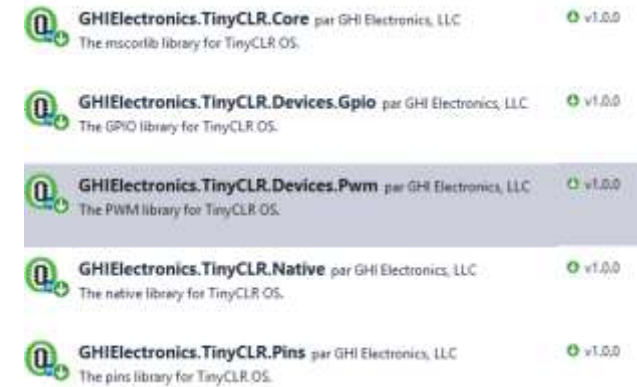 GHIElectronics.TinyCLR.Core par GHI Electronics, LLC v1.0.0
The mscorlib library for TinyCLR OS.
GHIElectronics.TinyCLR.Devices.Gpio par GHI Electronics, LLC v1.0.0
The GPIO library for TinyCLR OS.
GHIElectronics.TinyCLR.Devices.Pwm par GHI Electronics, LLC v1.0.0
The PWM library for TinyCLR OS.
GHIElectronics.TinyCLR.Native par GHI Electronics, LLC v1.0.0
The native library for TinyCLR OS.
GHIElectronics.TinyCLR.Pins par GHI Electronics, LLC v1.0.0
The pins library for TinyCLR OS.